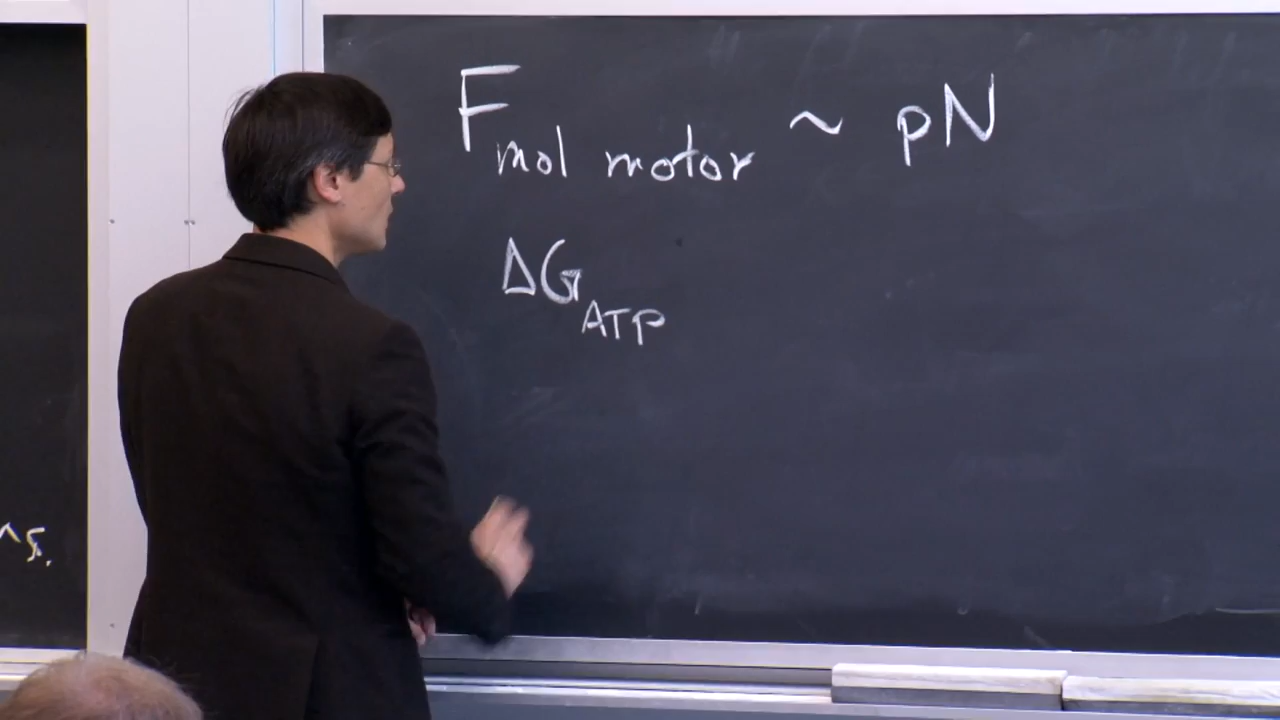 F mol motor ~ pN
ΔG ATP